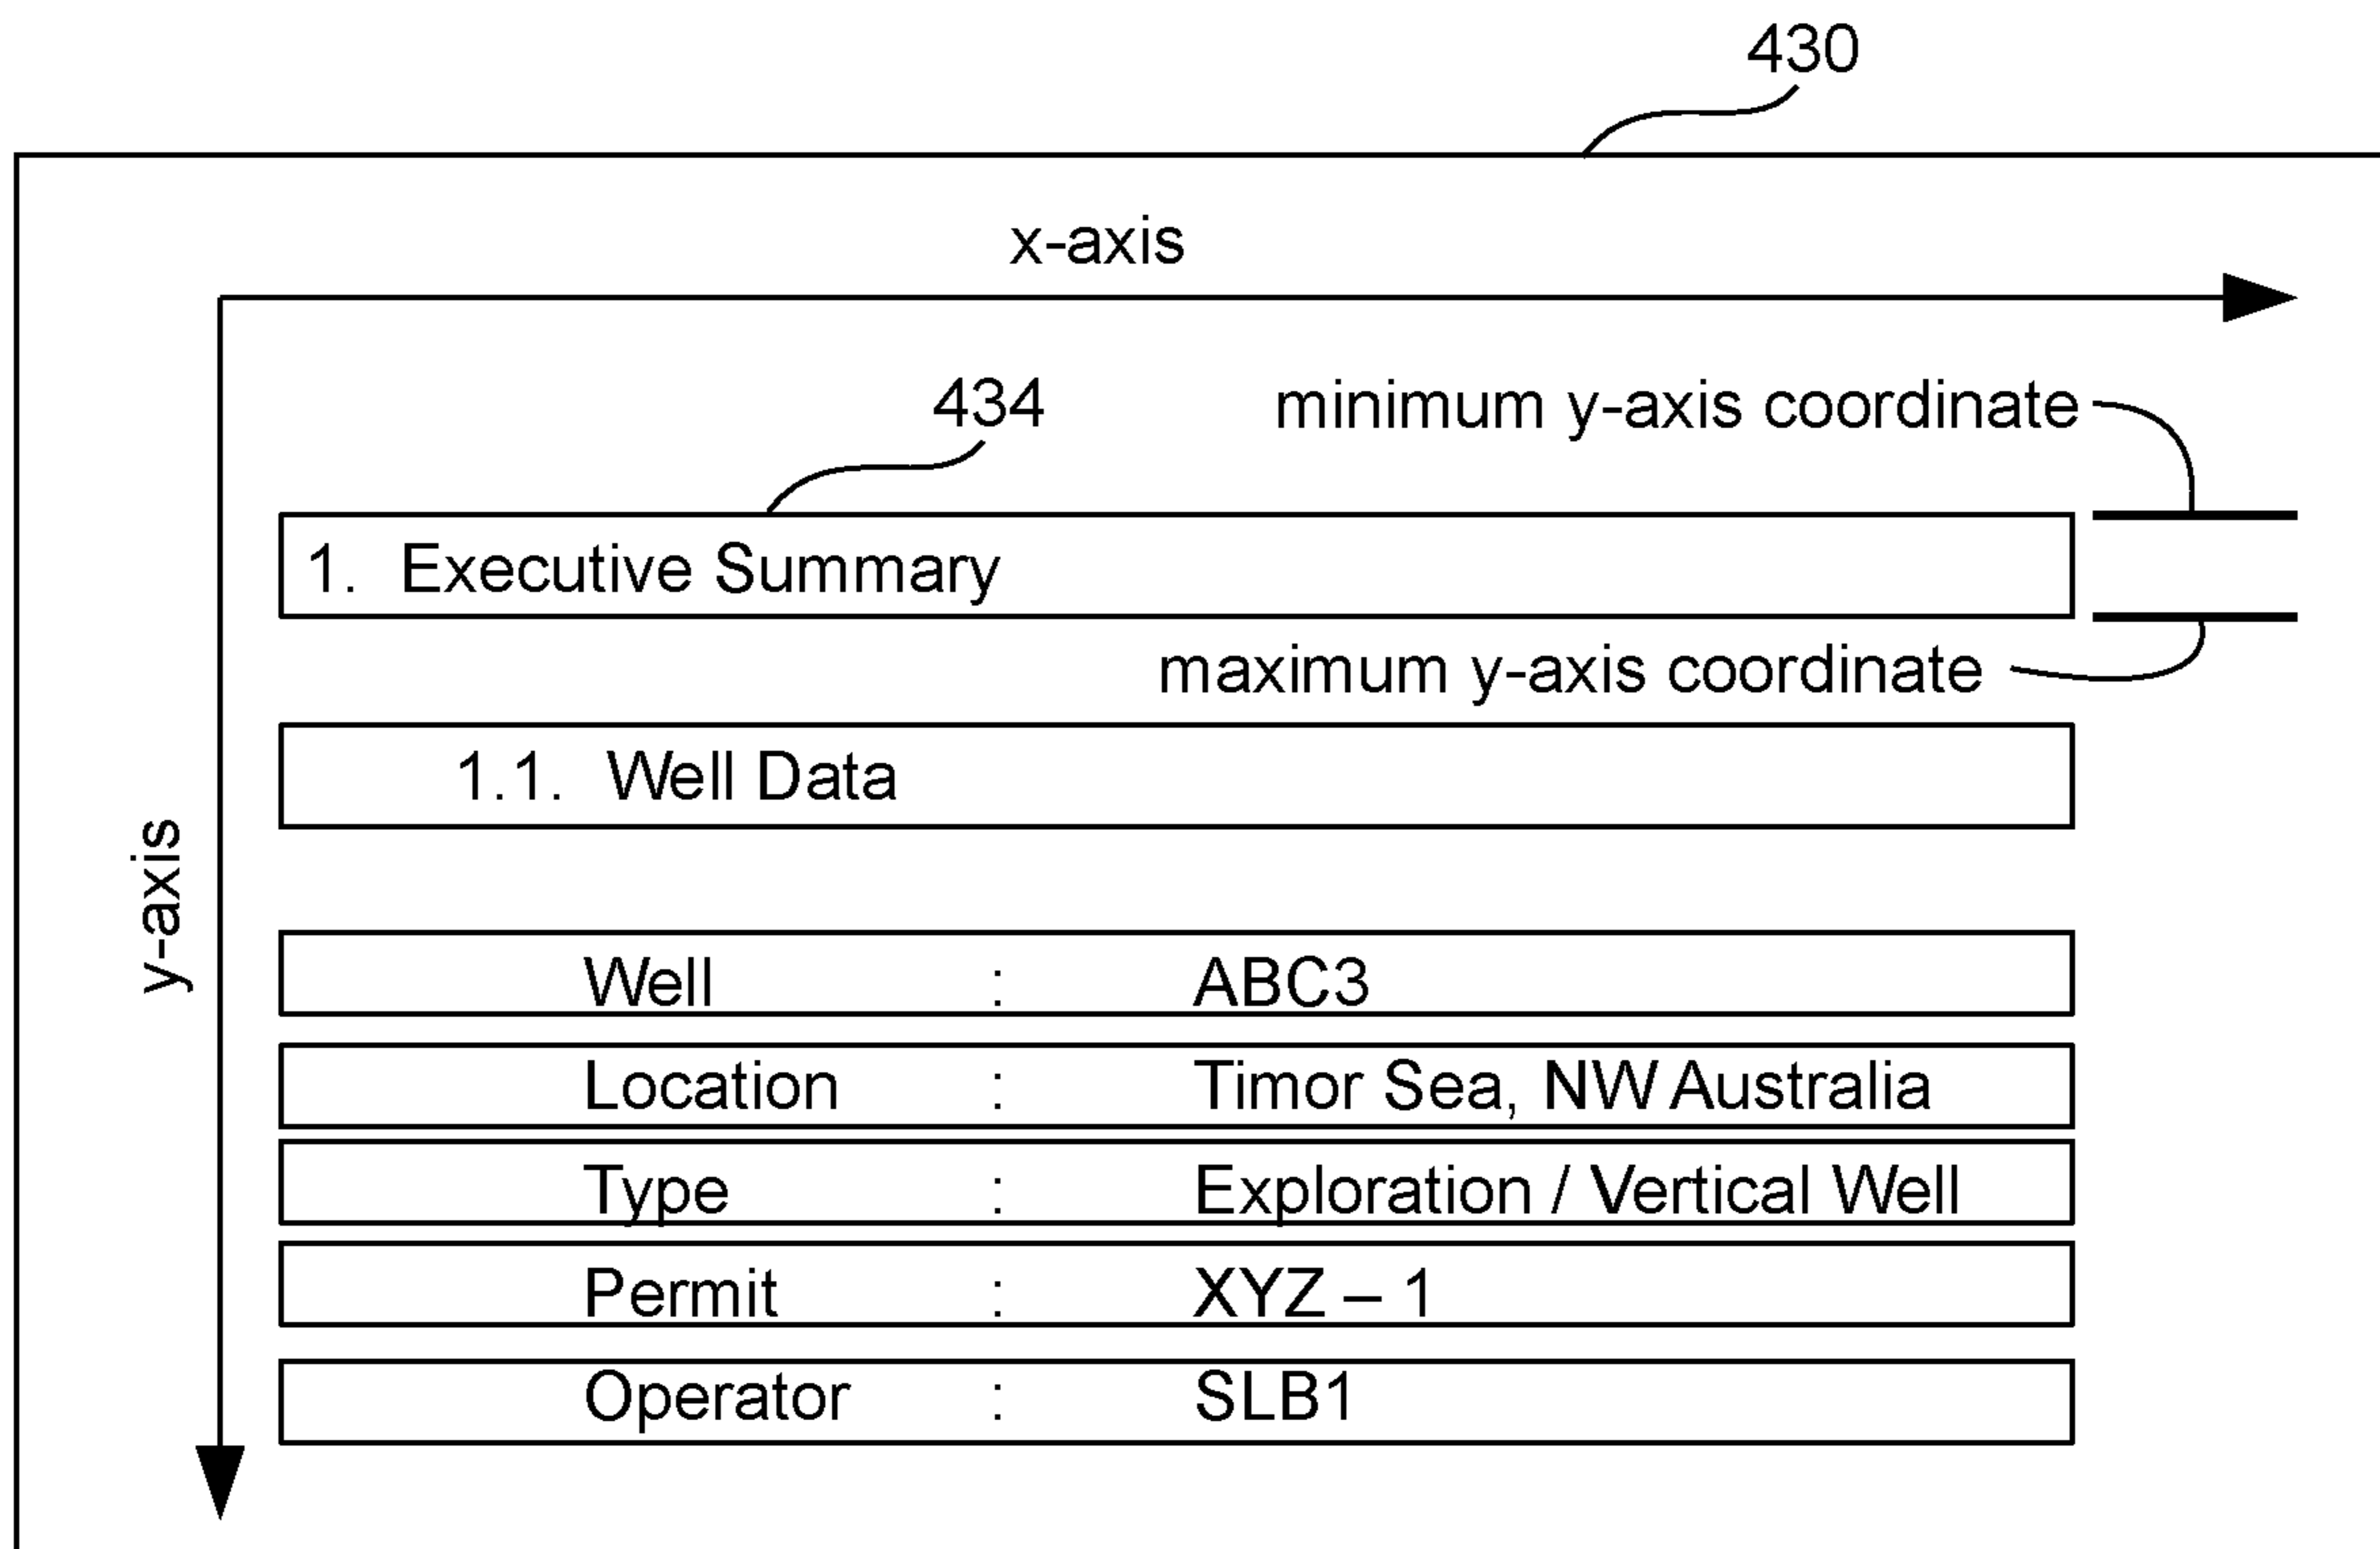 430
x-axis
434
minimum y-axis coordinate
1. Executive Summary
maximum y-axis coordinate
1.1. Well Data
y-axis
Well : ABC3
Location : Timor Sea, NW Australia
Type : Exploration / Vertical Well
Permit : XYZ – 1
Operator : SLB1